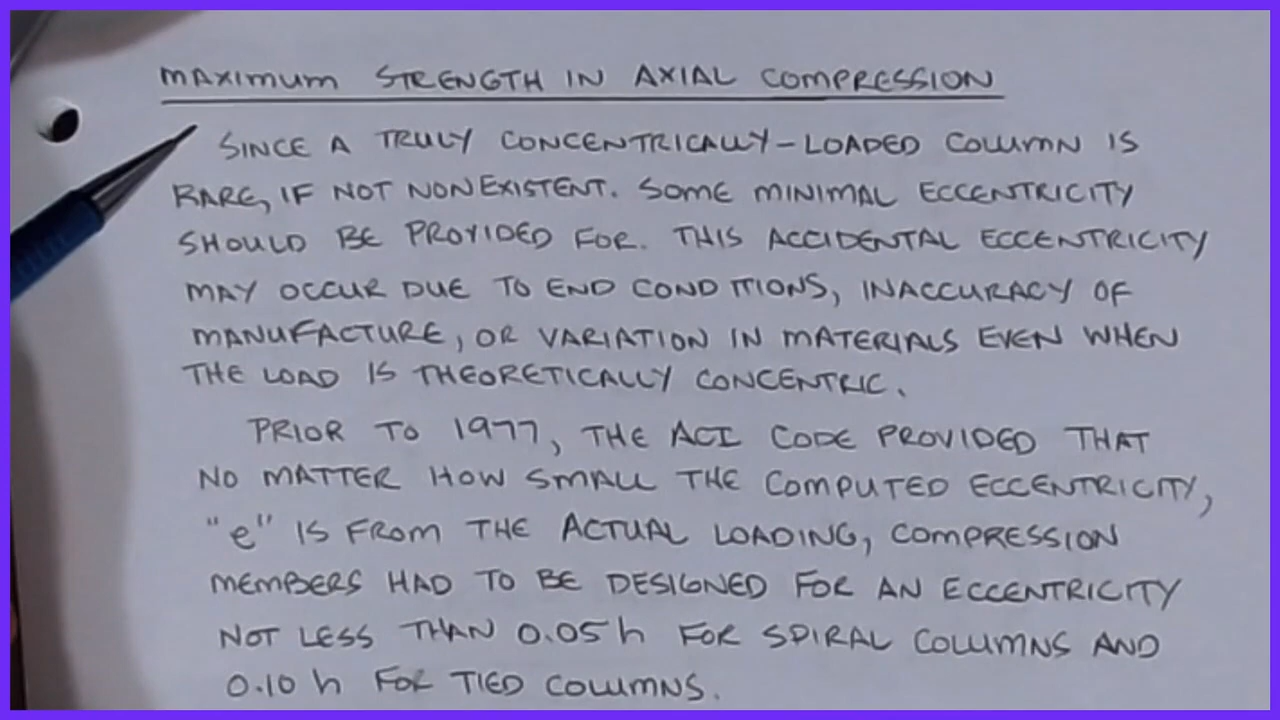 MAXIMUM STRENGTH IN AXIAL COMPRESSION
SINCE A TRULY CONCENTRICALLY-LOADED COLUMN IS
RARE, IF NOT NONEXISTENT. SOME MINIMAL ECCENTRICITY
SHOULD BE PROVIDED FOR. THIS ACCIDENTAL ECCENTRICITY
MAY OCCUR DUE TO END CONDITIONS, INACCURACY OF
MANUFACTURE, OR VARIATION IN MATERIALS EVEN WHEN
THE LOAD IS THEORETICALLY CONCENTRIC.
PRIOR TO 1977, THE ACI CODE PROVIDED THAT
NO MATTER HOW SMALL THE COMPUTED ECCENTRICITY,
"e" IS FROM THE ACTUAL LOADING, COMPRESSION
MEMBERS HAD TO BE DESIGNED FOR AN ECCENTRICITY
NOT LESS THAN 0.05 h FOR SPIRAL COLUMNS AND
0.10 h FOR TIED COLUMNS.